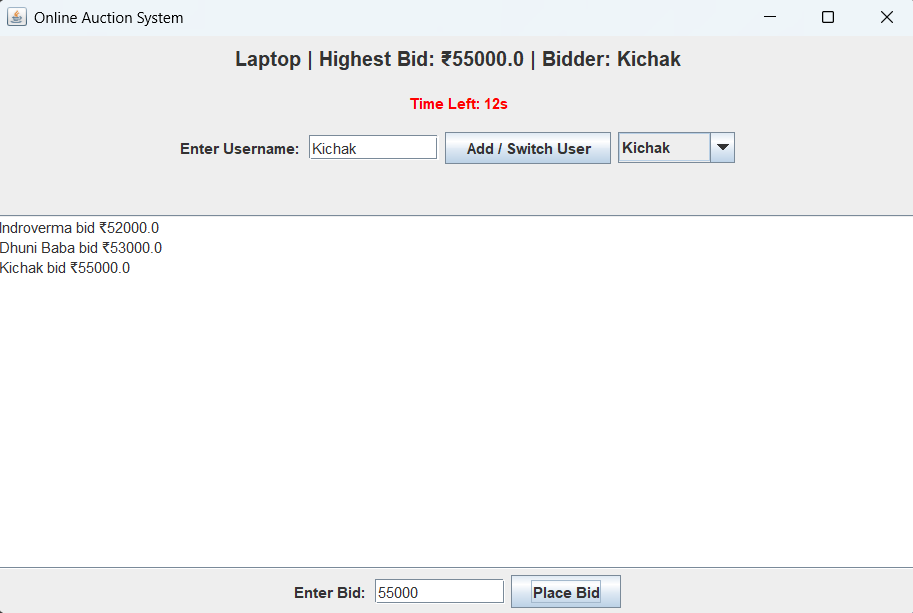 Online Auction System
Laptop | Highest Bid: ₹55000.0 | Bidder: Kichak
Time Left: 12s
Enter Username: Kichak Add / Switch User Kichak
Indroverma bid ₹52000.0
Dhuni Baba bid ₹53000.0
Kichak bid ₹55000.0
Enter Bid: 55000 Place Bid